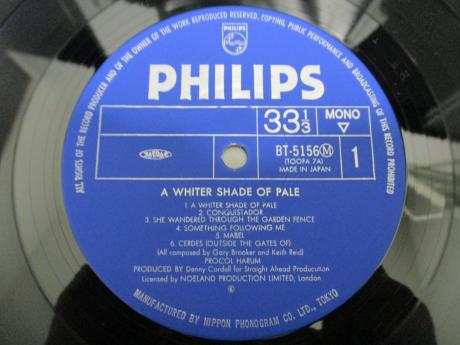 ALL RIGHTS OF THE RECORD PRODUCER AND OF THE OWNER OF THE WORK REPRODUCED RESERVED, COPYING, PUBLIC PERFORMANCE AND BROADCASTING OF THIS RECORD PROHIBITED
PHILIPS
PHILIPS
33 1/3
MONO
BT-5156 M
(TOOFA 7A)
MADE IN JAPAN
1
A WHITER SHADE OF PALE
1. A WHITER SHADE OF PALE
2. CONQUISTADOR
3. SHE WANDERED THROUGH THE GARDEN FENCE
4. SOMETHING FOLLOWING ME
5. MABEL
6. CERDES (OUTSIDE THE GATES OF)
(All composed by Gary Brooker and Keith Reid)
PROCOL HARUM
PRODUCED BY Denny Cordell for Straight Ahead Producution
Licensed by NOELAND PRODUCTION LIMITED, London
MANUFACTURED BY NIPPON PHONOGRAM CO. LTD., TOKYO